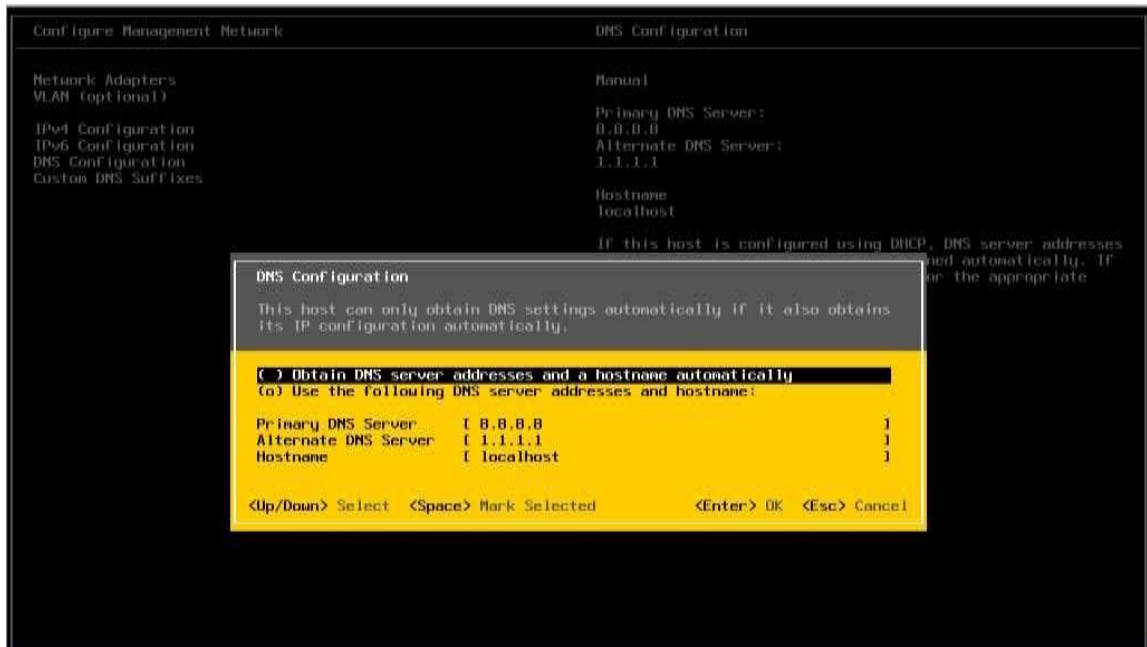 Configure Management Network
DNS Configuration
Network Adapters
VLAN (optional)
IPv4 Configuration
IPv6 Configuration
DNS Configuration
Custom DNS Suffixes
Manual
Primary DNS Server:
8.8.8.8
Alternate DNS Server:
1.1.1.1
Hostname
localhost
If this host is configured using DHCP, DNS server addresses
ned automatically. If
or the appropriate
DNS Configuration
This host can only obtain DNS settings automatically if it also obtains
its IP configuration automatically.
( ) Obtain DNS server addresses and a hostname automatically
(o) Use the following DNS server addresses and hostname:
Primary DNS Server [ 8.8.8.8 ]
Alternate DNS Server [ 1.1.1.1 ]
Hostname [ localhost ]
<Up/Down> Select <Space> Mark Selected <Enter> OK <Esc> Cancel